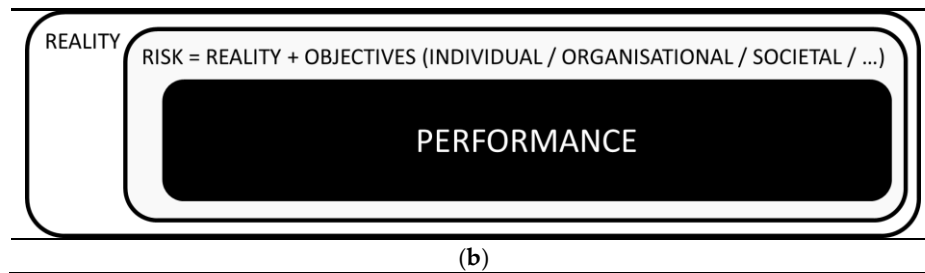 REALITY
RISK = REALITY + OBJECTIVES (INDIVIDUAL / ORGANISATIONAL / SOCIETAL / ...)
PERFORMANCE
(b)